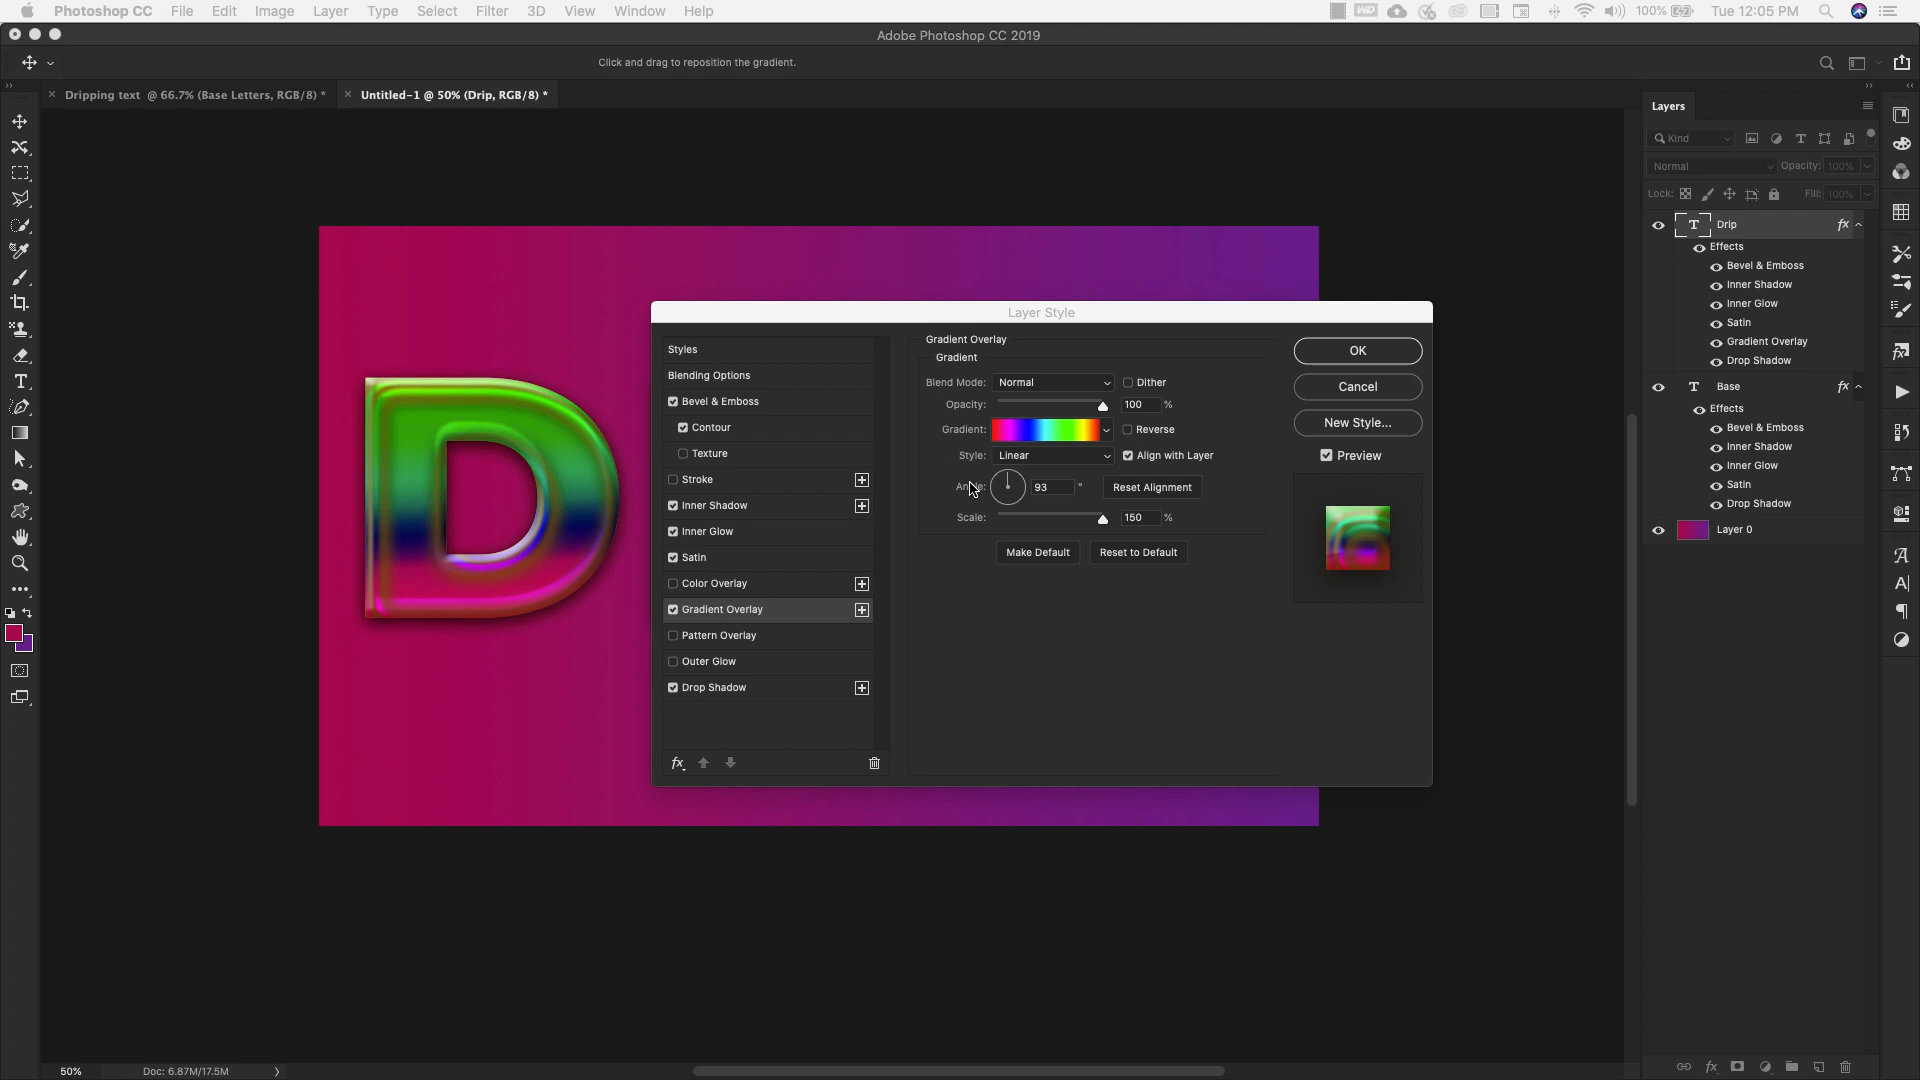 Photoshop CC File Edit Image Layer Type Select Filter 3D View Window Help 100% Tue 12:05 PM
Adobe Photoshop CC 2019
Click and drag to reposition the gradient.
Dripping text @ 66.7% (Base Letters, RGB/8) * Untitled-1 @ 50% (Drip, RGB/8) *
Layers
Kind
Normal Opacity: 100%
Lock: Fill: 100%
T Drip fx
Effects
Bevel & Emboss
Inner Shadow
Inner Glow
Satin
Gradient Overlay
Drop Shadow
T Base fx
Effects
Bevel & Emboss
Inner Shadow
Inner Glow
Satin
Drop Shadow
Layer 0
D
Layer Style
Styles
Blending Options
Bevel & Emboss
Contour
Texture
Stroke
Inner Shadow
Inner Glow
Satin
Color Overlay
Gradient Overlay
Pattern Overlay
Outer Glow
Drop Shadow
fx
Gradient Overlay
Gradient
Blend Mode: Normal Dither
Opacity: 100 %
Gradient: Reverse
Style: Linear Align with Layer
Angle: 93 ° Reset Alignment
Scale: 150 %
Make Default Reset to Default
OK
Cancel
New Style...
Preview
50% Doc: 6.87M/17.5M